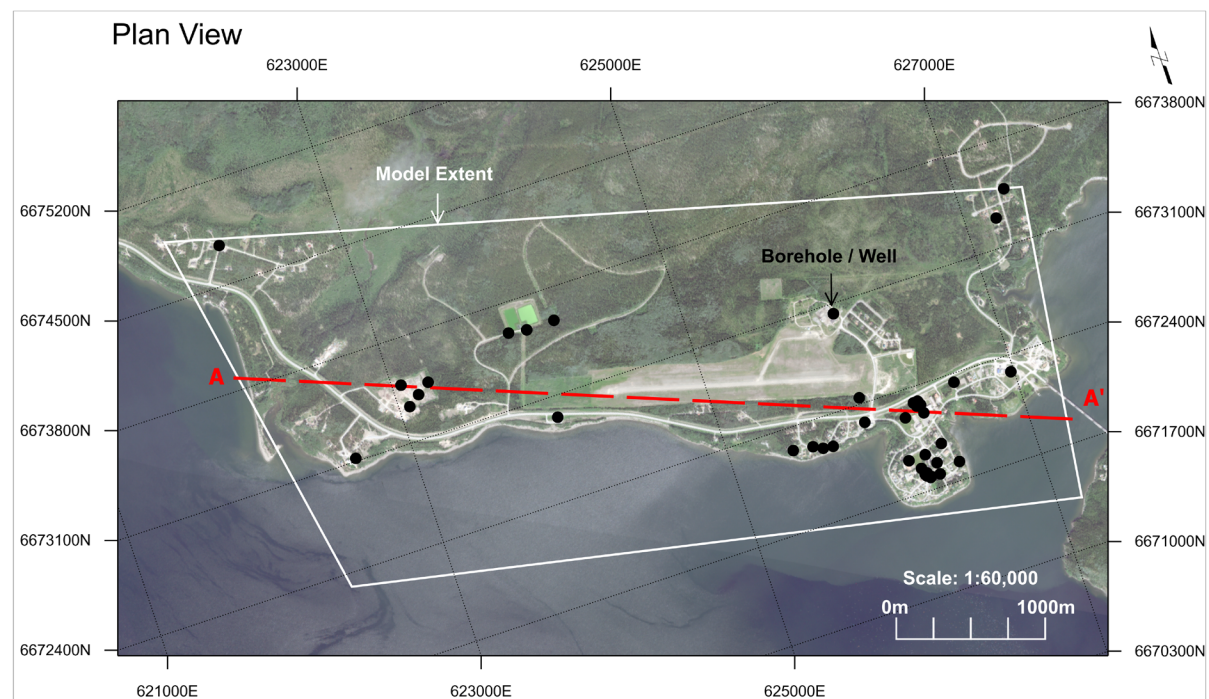 Plan View
623000E 625000E 627000E
6673800N
Model Extent
6675200N 6673100N
Borehole / Well
6674500N 6672400N
A A'
6673800N 6671700N
6673100N 6671000N
Scale: 1:60,000
0m 1000m
6672400N 6670300N
621000E 623000E 625000E
N